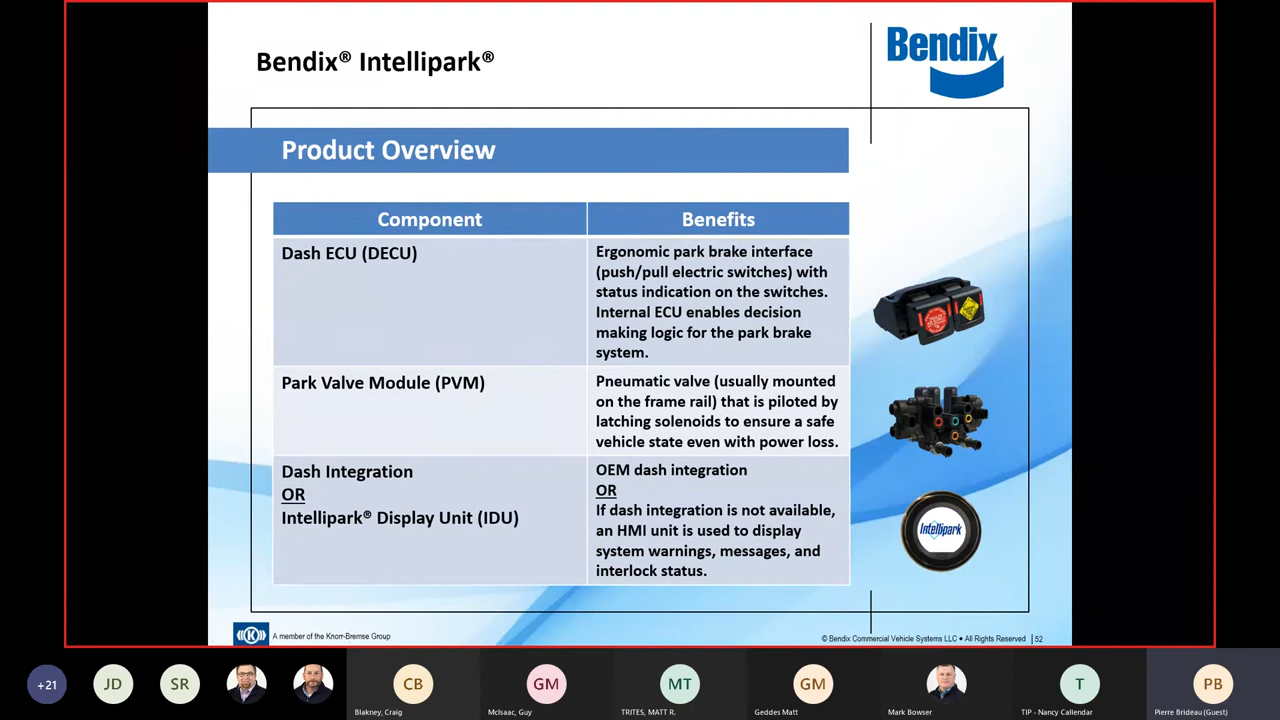 Bendix® Intellipark®
Bendix
Product Overview
Component
Benefits
Dash ECU (DECU)
Ergonomic park brake interface
(push/pull electric switches) with
status indication on the switches.
Internal ECU enables decision
making logic for the park brake
system.
Park Valve Module (PVM)
Pneumatic valve (usually mounted
on the frame rail) that is piloted by
latching solenoids to ensure a safe
vehicle state even with power loss.
Dash Integration
OR
Intellipark® Display Unit (IDU)
OEM dash integration
OR
If dash integration is not available,
an HMI unit is used to display
system warnings, messages, and
interlock status.
Intellipark
A member of the Knorr-Bremse Group
© Bendix Commercial Vehicle Systems LLC • All Rights Reserved | 52
+21
JD
SR
CB
Blakney, Craig
GM
McIsaac, Guy
MT
TRITES, MATT R.
GM
Geddes Matt
Mark Bowser
T
TIP - Nancy Callendar
PB
Pierre Brideau (Guest)